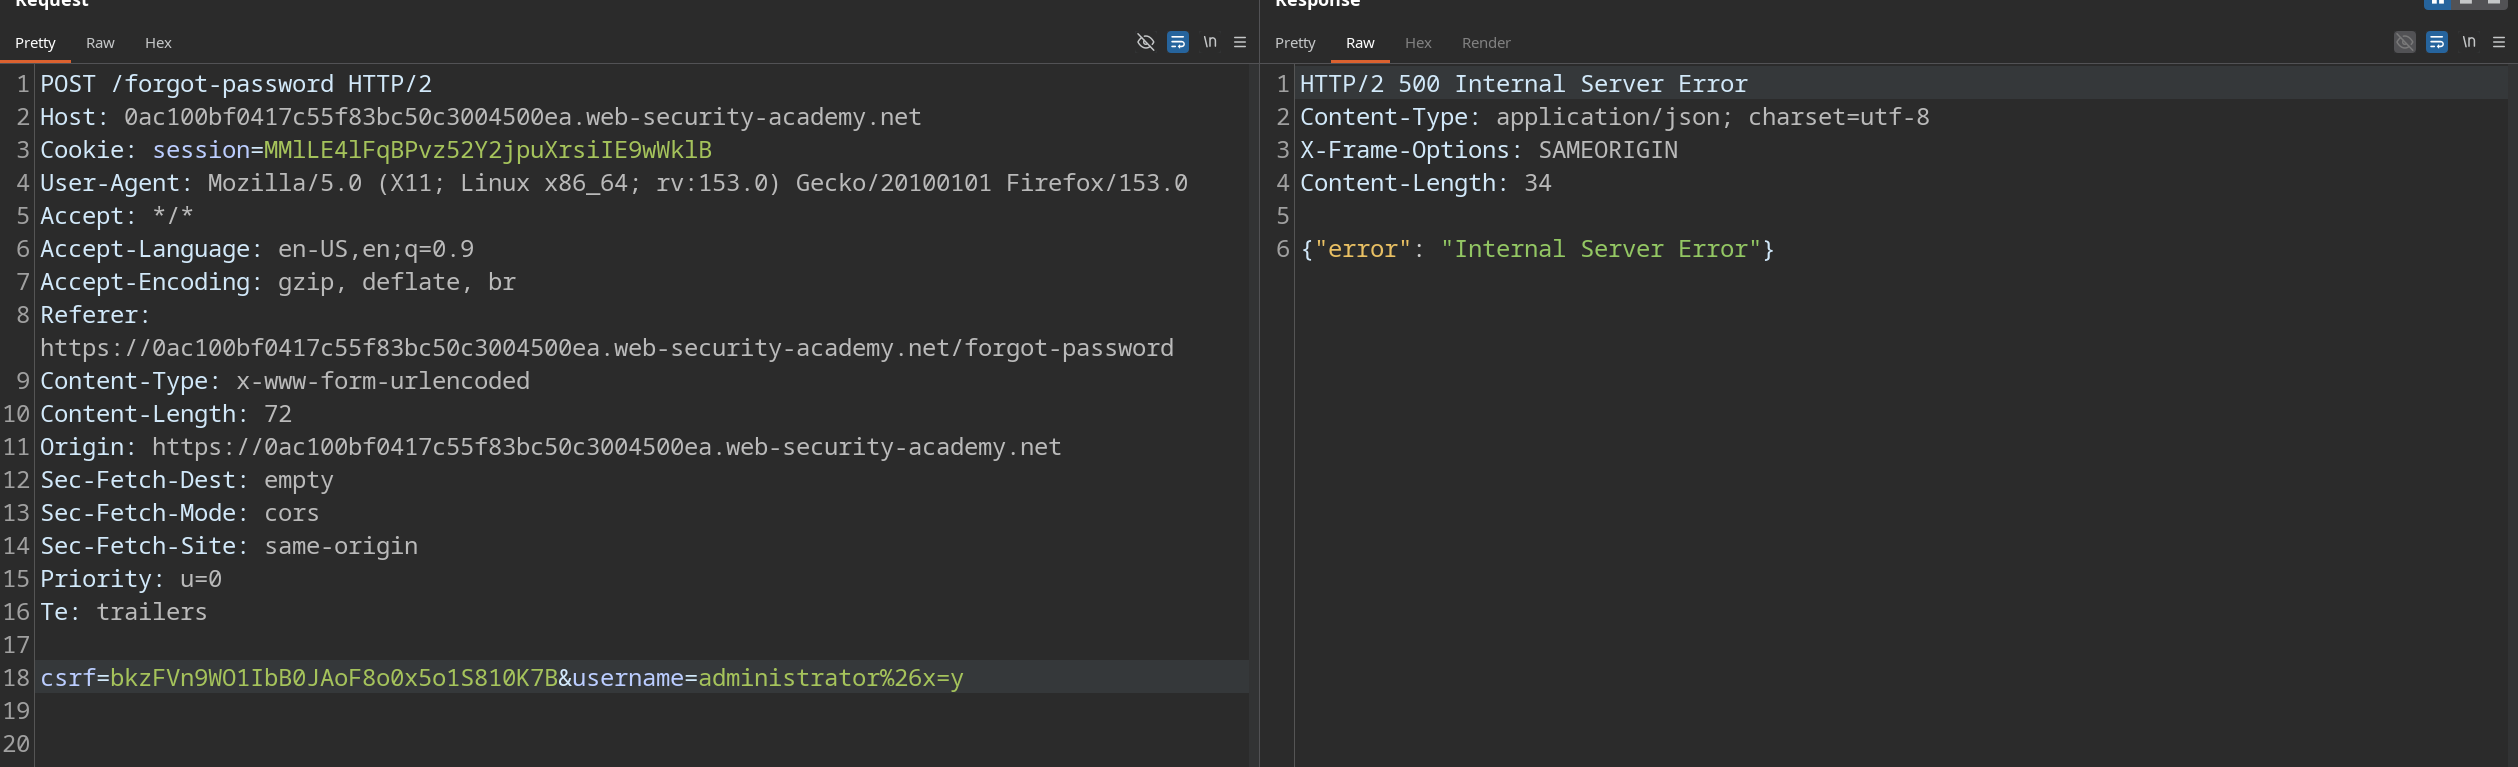 Request
Pretty Raw Hex \n
1 POST /forgot-password HTTP/2
2 Host: 0ac100bf0417c55f83bc50c3004500ea.web-security-academy.net
3 Cookie: session=MMlLE4lFqBPvz52Y2jpuXrsiIE9wWklB
4 User-Agent: Mozilla/5.0 (X11; Linux x86_64; rv:153.0) Gecko/20100101 Firefox/153.0
5 Accept: */*
6 Accept-Language: en-US,en;q=0.9
7 Accept-Encoding: gzip, deflate, br
8 Referer:
https://0ac100bf0417c55f83bc50c3004500ea.web-security-academy.net/forgot-password
9 Content-Type: x-www-form-urlencoded
10 Content-Length: 72
11 Origin: https://0ac100bf0417c55f83bc50c3004500ea.web-security-academy.net
12 Sec-Fetch-Dest: empty
13 Sec-Fetch-Mode: cors
14 Sec-Fetch-Site: same-origin
15 Priority: u=0
16 Te: trailers
17
18 csrf=bkzFVn9WO1IbB0JAoF8o0x5o1S810K7B&username=administrator%26x=y
19
20
Response
Pretty Raw Hex Render \n
1 HTTP/2 500 Internal Server Error
2 Content-Type: application/json; charset=utf-8
3 X-Frame-Options: SAMEORIGIN
4 Content-Length: 34
5
6 {"error": "Internal Server Error"}